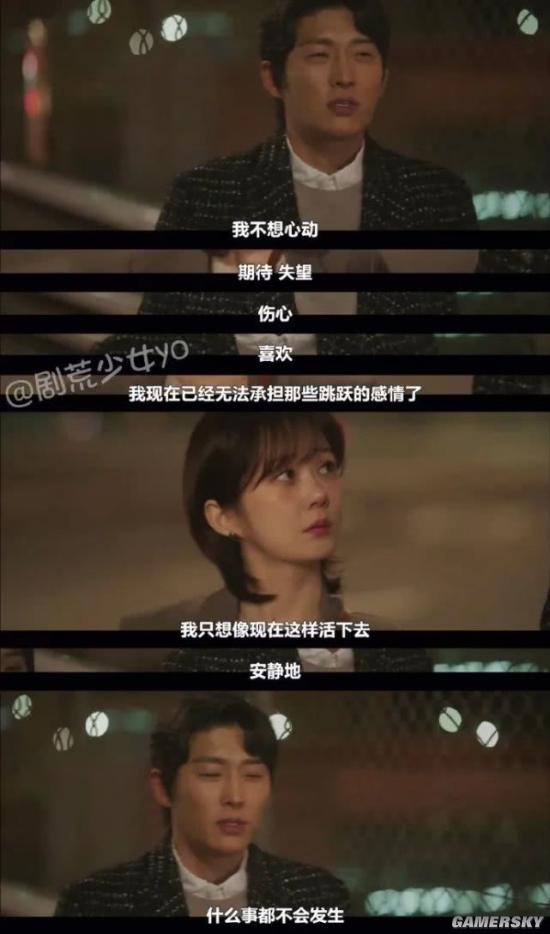 我不想心动
期待 失望
伤心
喜欢
@剧荒少女yo
我现在已经无法承担那些跳跃的感情了
我只想像现在这样活下去
安静地
什么事都不会发生
GAMERSKY